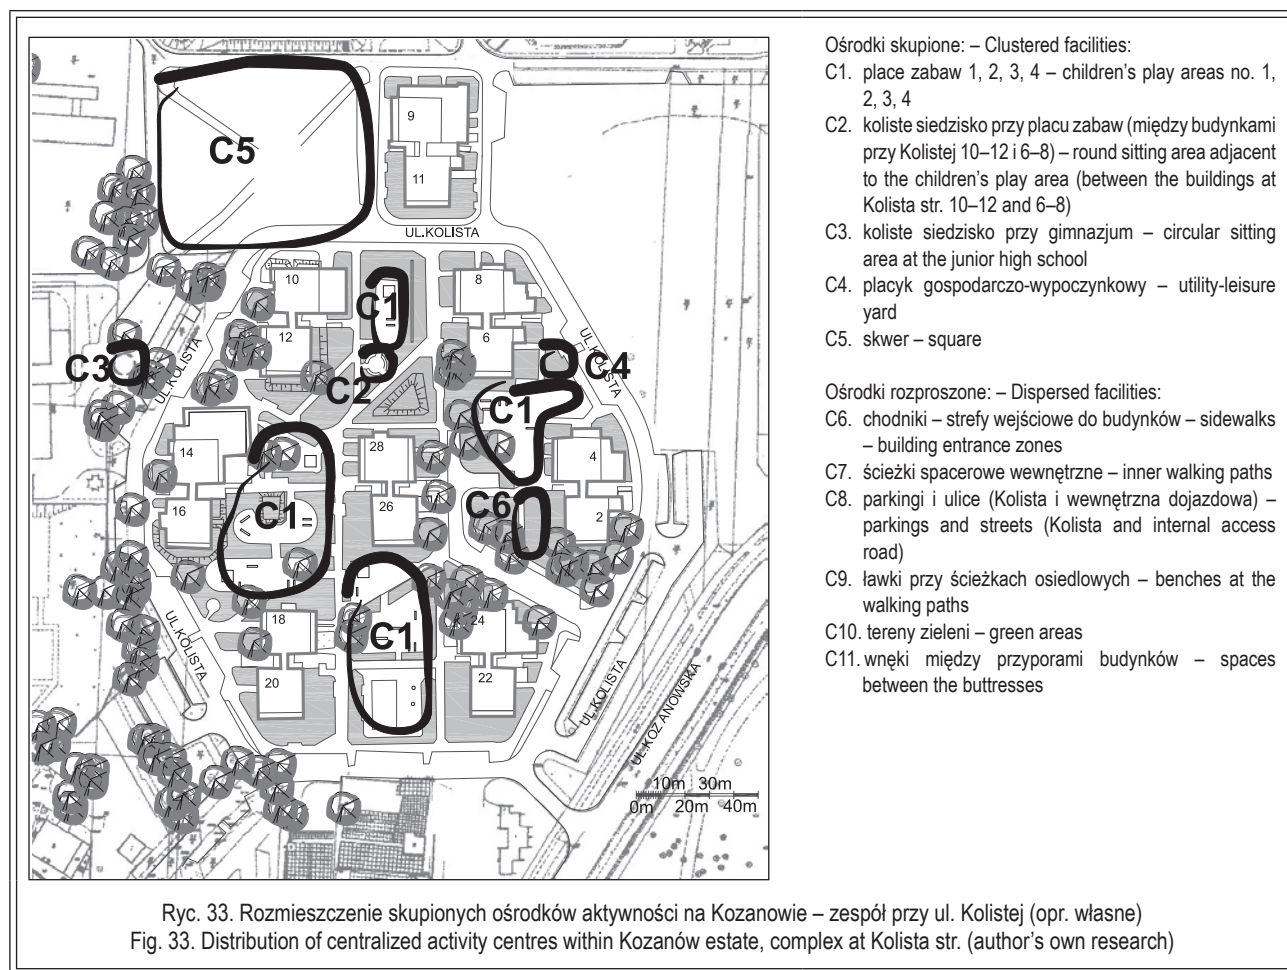 C5
9
11
UL.KOLISTA
10
8
C1
12
6
UL.KOLISTA
C3
C4
C2
UL.KOLISTA
C1
14
28
4
16
C1
26
C6
2
18
C1
24
UL.KOLISTA
20
22
UL.KOLISTA
UL.KOZANOWSKA
10m 30m
0m 20m 40m
Ośrodki skupione: – Clustered facilities:
C1. place zabaw 1, 2, 3, 4 – children's play areas no. 1,
2, 3, 4
C2. koliste siedzisko przy placu zabaw (między budynkami
przy Kolistej 10–12 i 6–8) – round sitting area adjacent
to the children's play area (between the buildings at
Kolista str. 10–12 and 6–8)
C3. koliste siedzisko przy gimnazjum – circular sitting
area at the junior high school
C4. placyk gospodarczo-wypoczynkowy – utility-leisure
yard
C5. skwer – square
Ośrodki rozproszone: – Dispersed facilities:
C6. chodniki – strefy wejściowe do budynków – sidewalks
– building entrance zones
C7. ścieżki spacerowe wewnętrzne – inner walking paths
C8. parkingi i ulice (Kolista i wewnętrzna dojazdowa) –
parkings and streets (Kolista and internal access
road)
C9. ławki przy ścieżkach osiedlowych – benches at the
walking paths
C10. tereny zieleni – green areas
C11. wnęki między przyporami budynków – spaces
between the buttresses
Ryc. 33. Rozmieszczenie skupionych ośrodków aktywności na Kozanowie – zespół przy ul. Kolistej (opr. własne)
Fig. 33. Distribution of centralized activity centres within Kozanów estate, complex at Kolista str. (author's own research)